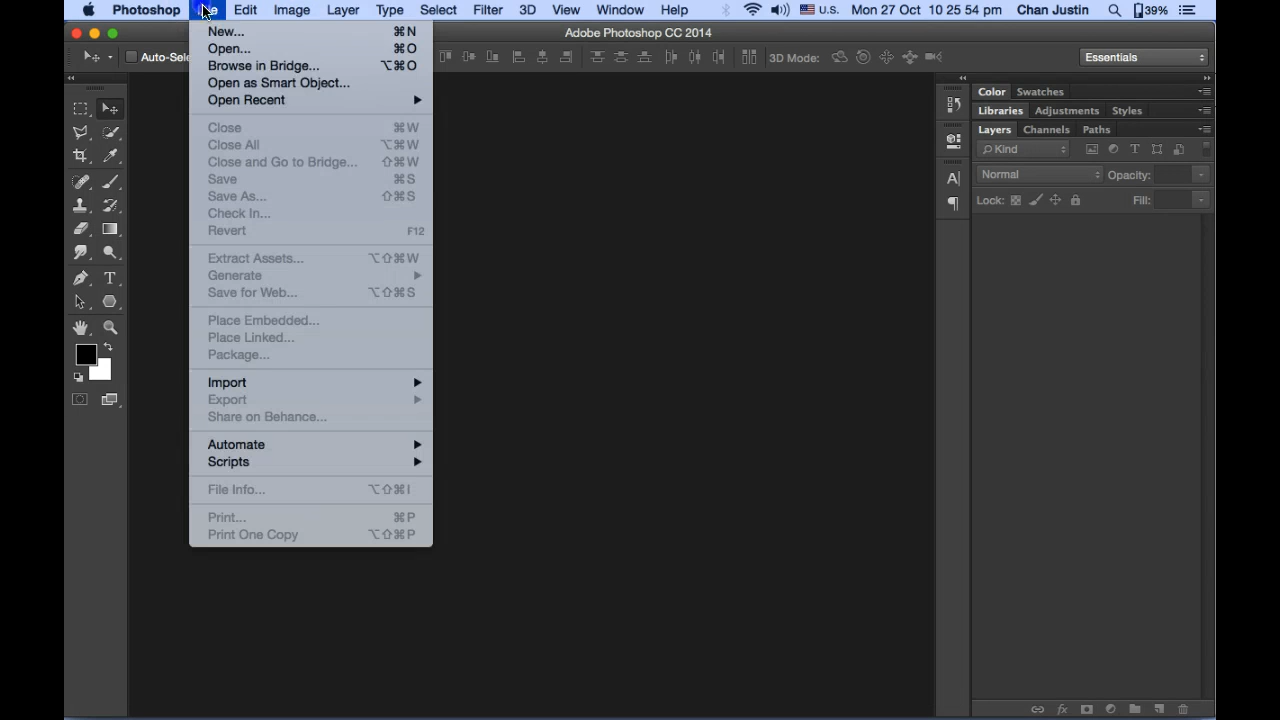 Photoshop File Edit Image Layer Type Select Filter 3D View Window Help U.S. Mon 27 Oct 10 25 54 pm Chan Justin 39%
Adobe Photoshop CC 2014
Auto-Sele 3D Mode: Essentials
New... ⌘N
Open... ⌘O
Browse in Bridge... ⌥⌘O
Open as Smart Object...
Open Recent
Close ⌘W
Close All ⌥⌘W
Close and Go to Bridge... ⇧⌘W
Save ⌘S
Save As... ⇧⌘S
Check In...
Revert F12
Extract Assets... ⌥⇧⌘W
Generate
Save for Web... ⌥⇧⌘S
Place Embedded...
Place Linked...
Package...
Import
Export
Share on Behance...
Automate
Scripts
File Info... ⌥⇧⌘I
Print... ⌘P
Print One Copy ⌥⇧⌘P
Color Swatches
Libraries Adjustments Styles
Layers Channels Paths
Kind
Normal Opacity:
Lock: Fill: